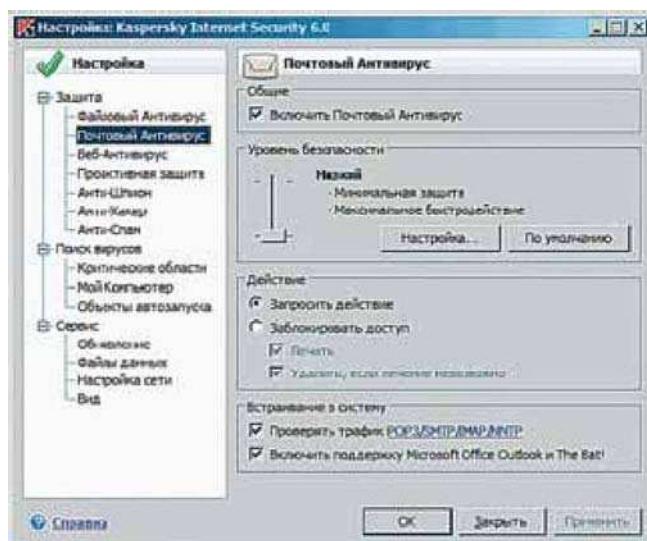 Настройка: Kaspersky Internet Security 6.0
Настройка
Защита
Файловый Антивирус
Почтовый Антивирус
Веб-Антивирус
Проактивная защита
Анти-Шпион
Анти-Хакер
Анти-Спам
Поиск вирусов
Критические области
Мой Компьютер
Объекты автозапуска
Сервис
Обновление
Файлы данных
Настройка сети
Вид
Справка
Почтовый Антивирус
Общие
Включить Почтовый Антивирус
Уровень безопасности
Низкий
- Минимальная защита
- Максимальное быстродействие
Настройка...
По умолчанию
Действие
Запросить действие
Заблокировать доступ
Лечить
Удалить, если лечение невозможно
Встраивание в систему
Проверять трафик POP3/SMTP/IMAP/NNTP
Включить поддержку Microsoft Office Outlook и The Bat!
OK
Закрыть
Применить